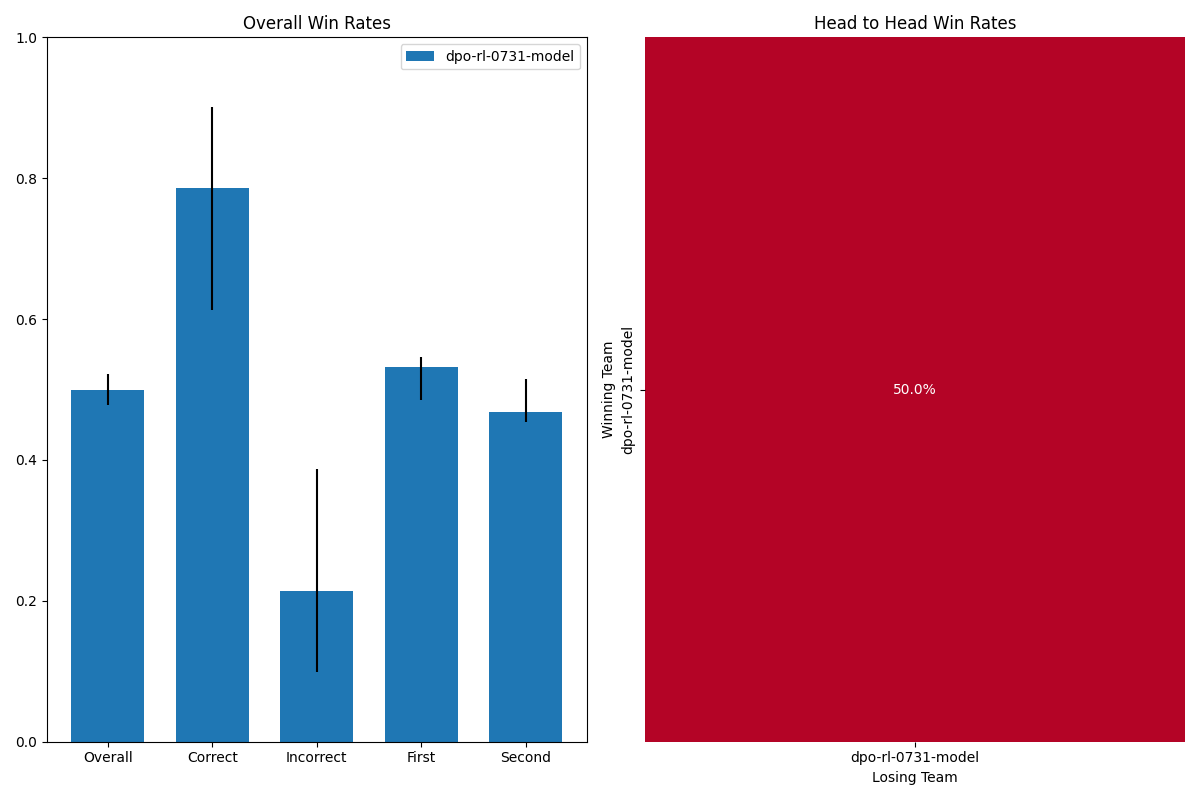 Overall Win Rates
1.0
0.8
0.6
0.4
0.2
0.0
dpo-rl-0731-model
Overall
Correct
Incorrect
First
Second
Head to Head Win Rates
Winning Team
dpo-rl-0731-model
50.0%
dpo-rl-0731-model
Losing Team